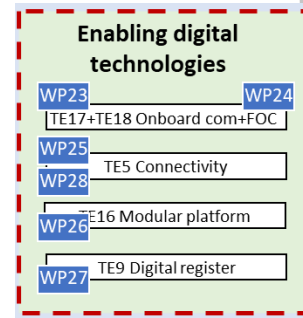 Enabling digital
technologies
WP23 WP24
TE17+TE18 Onboard com+FOC
WP25
TE5 Connectivity
WP28
TE16 Modular platform
WP26
TE9 Digital register
WP27